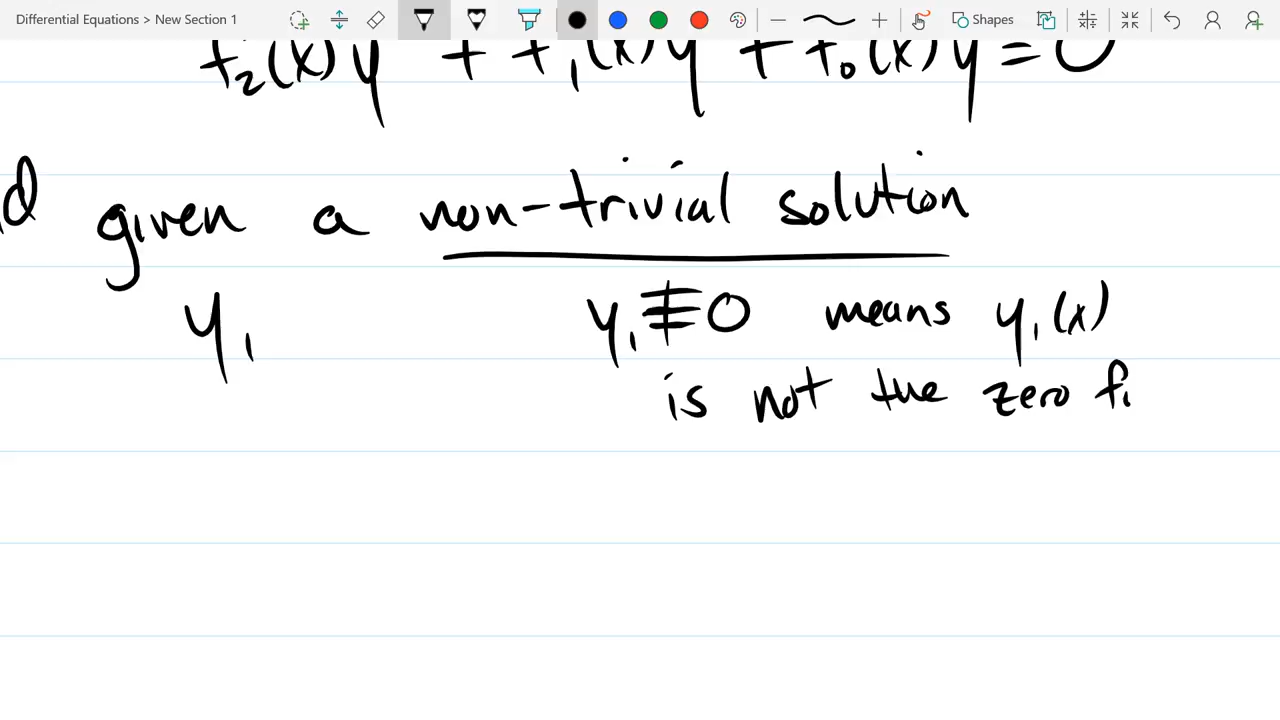 Differential Equations > New Section 1
Shapes
f₂(x)y + f₁(x)y + f₀(x)y = 0
given a non-trivial solution
y₁ y₁ ≢ 0 means y₁(x)
is not the zero